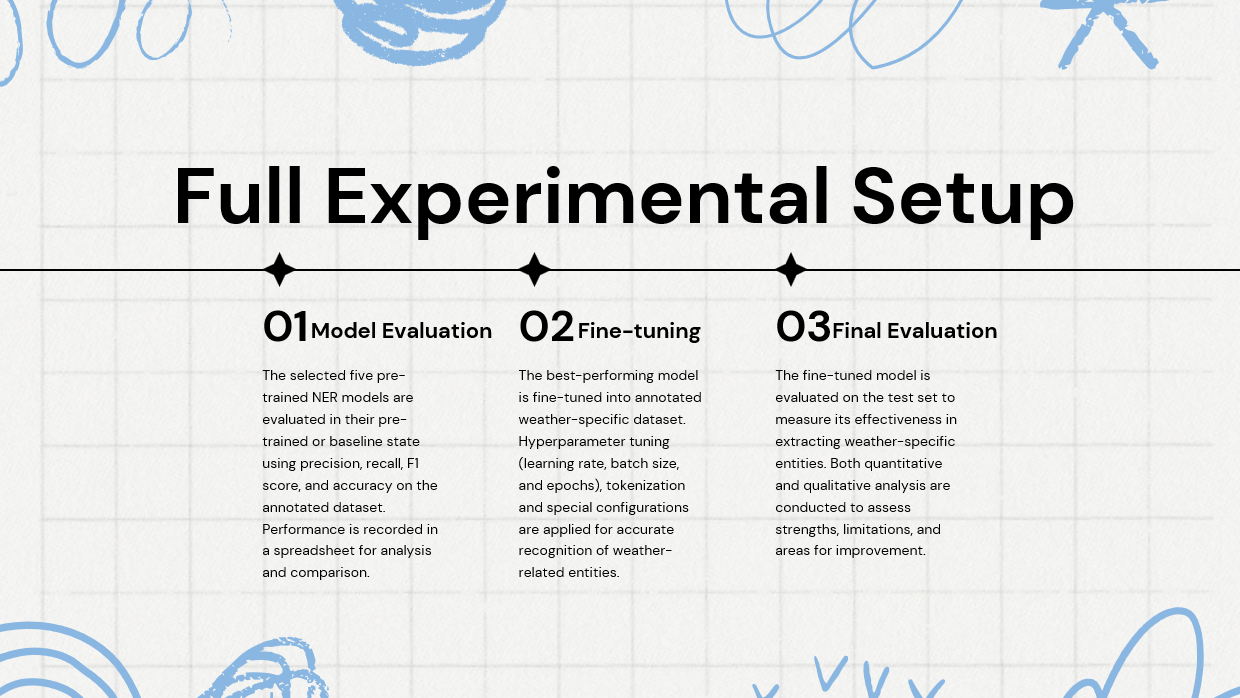 Full Experimental Setup
01 Model Evaluation
The selected five pre-
trained NER models are
evaluated in their pre-
trained or baseline state
using precision, recall, F1
score, and accuracy on the
annotated dataset.
Performance is recorded in
a spreadsheet for analysis
and comparison.
02 Fine-tuning
The best-performing model
is fine-tuned into annotated
weather-specific dataset.
Hyperparameter tuning
(learning rate, batch size,
and epochs), tokenization
and special configurations
are applied for accurate
recognition of weather-
related entities.
03 Final Evaluation
The fine-tuned model is
evaluated on the test set to
measure its effectiveness in
extracting weather-specific
entities. Both quantitative
and qualitative analysis are
conducted to assess
strengths, limitations, and
areas for improvement.